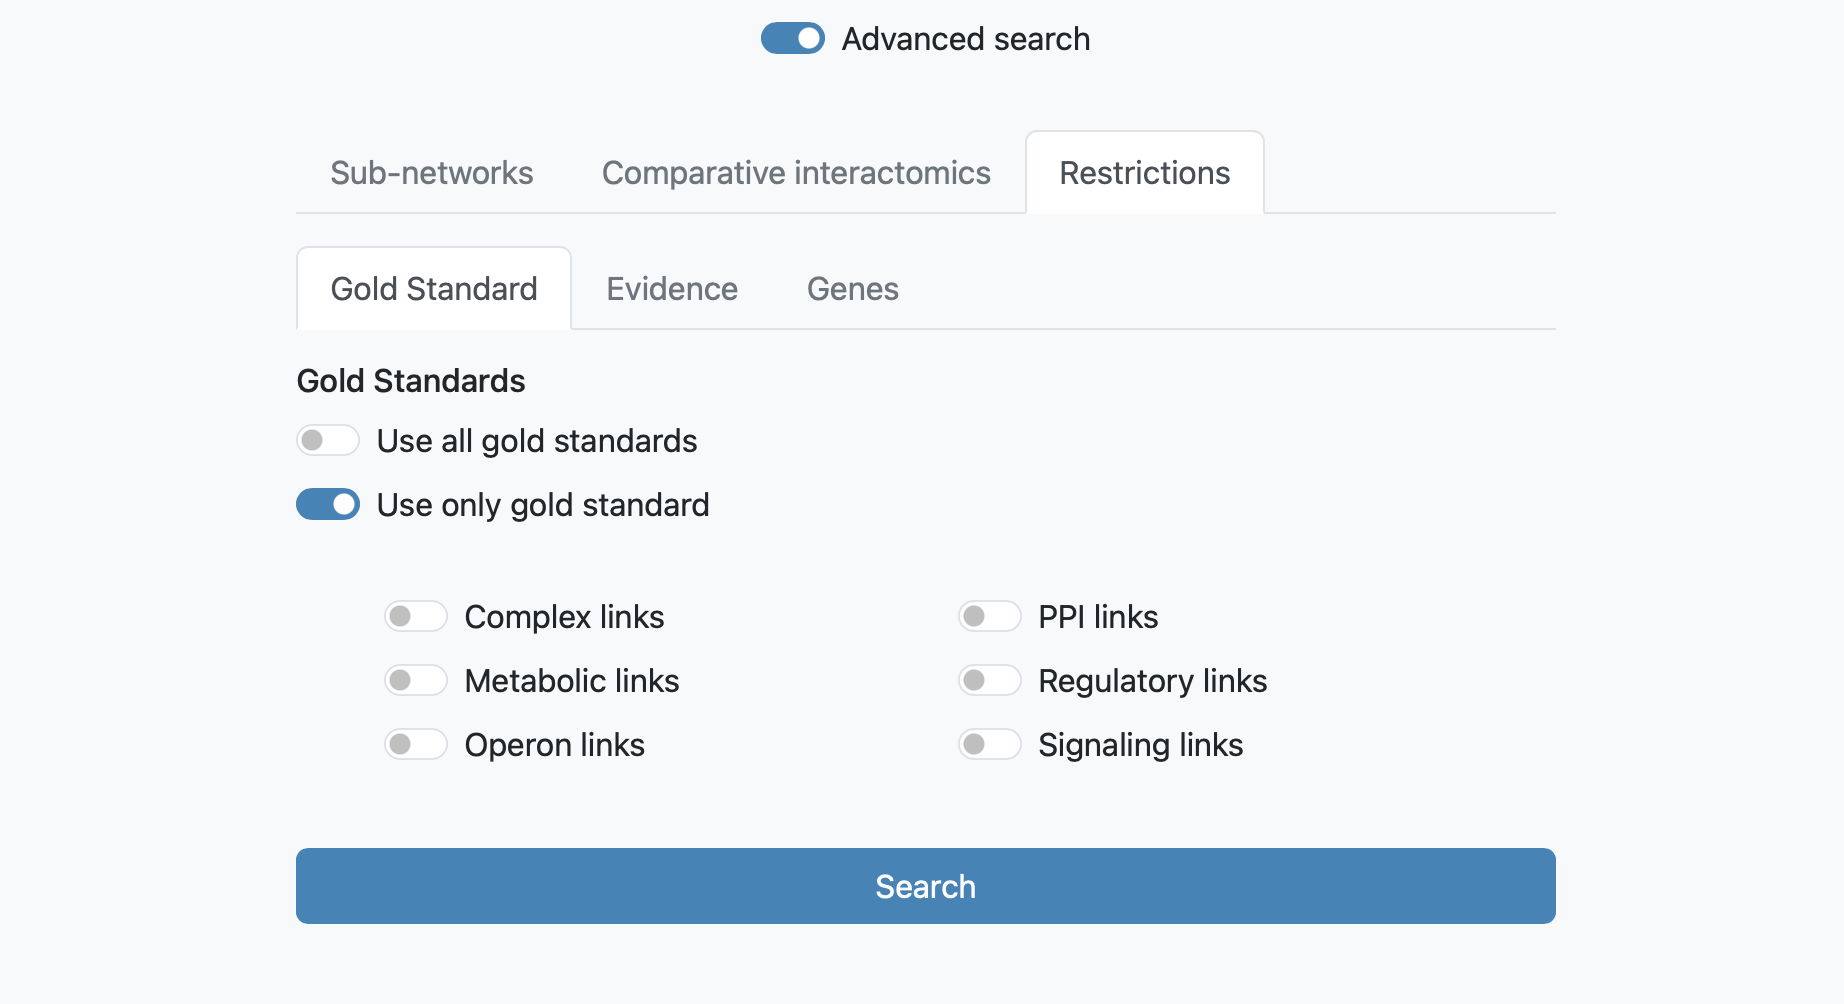 Advanced search
Sub-networks Comparative interactomics Restrictions
Gold Standard Evidence Genes
Gold Standards
Use all gold standards
Use only gold standard
Complex links PPI links
Metabolic links Regulatory links
Operon links Signaling links
Search